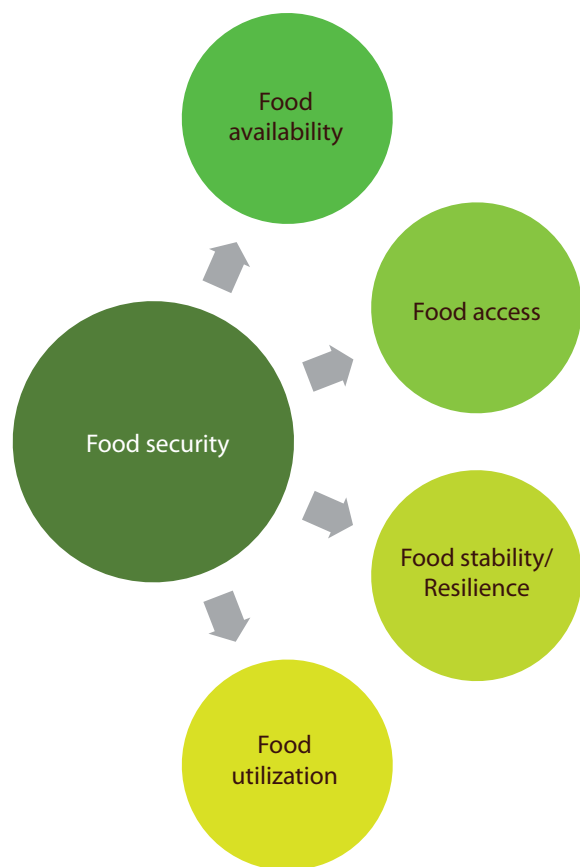 Food
availability
Food access
Food security
Food stability/
Resilience
Food
utilization